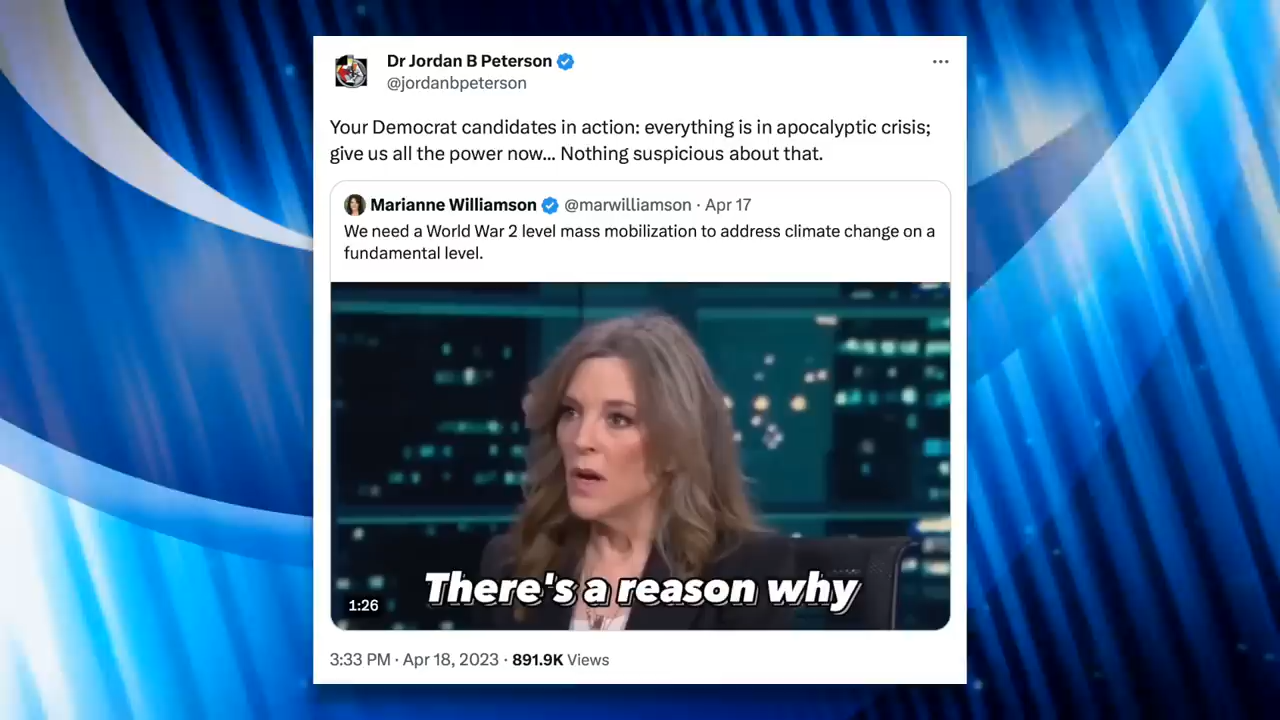 Dr Jordan B Peterson
@jordanbpeterson
Your Democrat candidates in action: everything is in apocalyptic crisis;
give us all the power now... Nothing suspicious about that.
Marianne Williamson @marwilliamson · Apr 17
We need a World War 2 level mass mobilization to address climate change on a
fundamental level.
There's a reason why
1:26
3:33 PM · Apr 18, 2023 · 891.9K Views